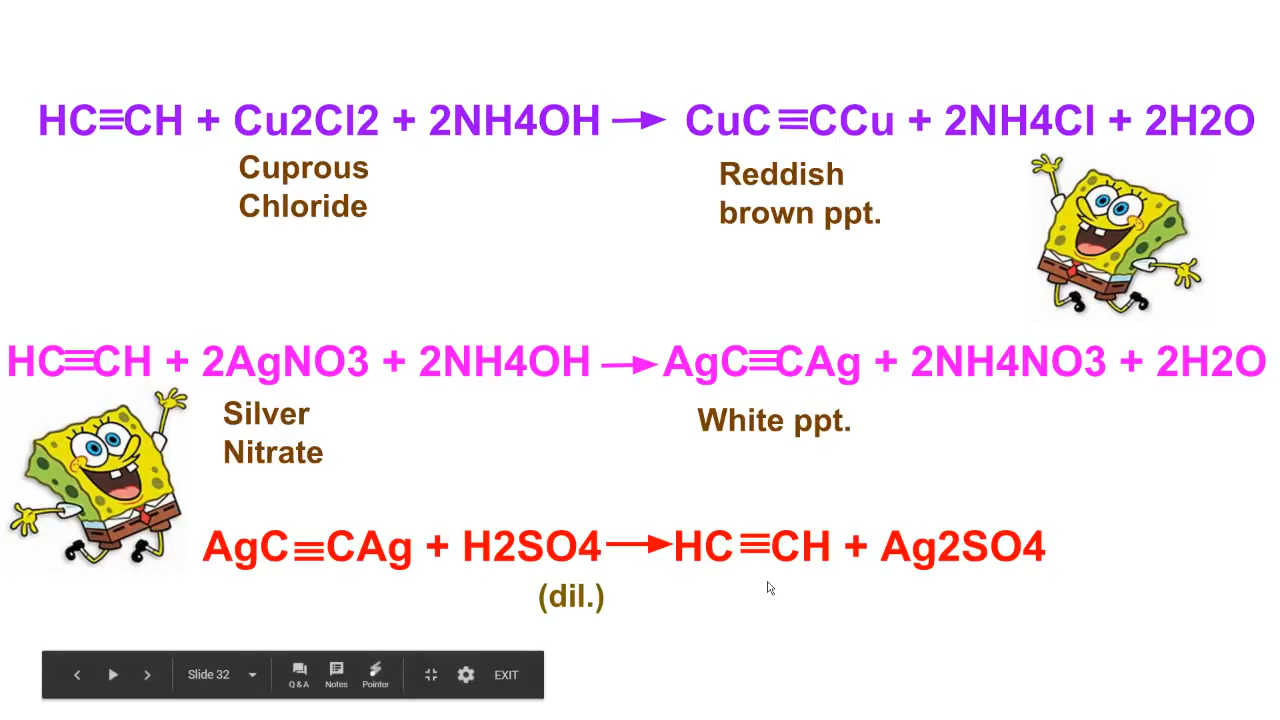 HC≡CH + Cu2Cl2 + 2NH4OH → CuC ≡CCu + 2NH4Cl + 2H2O
Cuprous
Chloride
Reddish
brown ppt.
HC≡CH + 2AgNO3 + 2NH4OH → AgC≡CAg + 2NH4NO3 + 2H2O
Silver
Nitrate
White ppt.
AgC≡CAg + H2SO4 → HC≡CH + Ag2SO4
(dil.)
Slide 32
Q & A
Notes
Pointer
EXIT